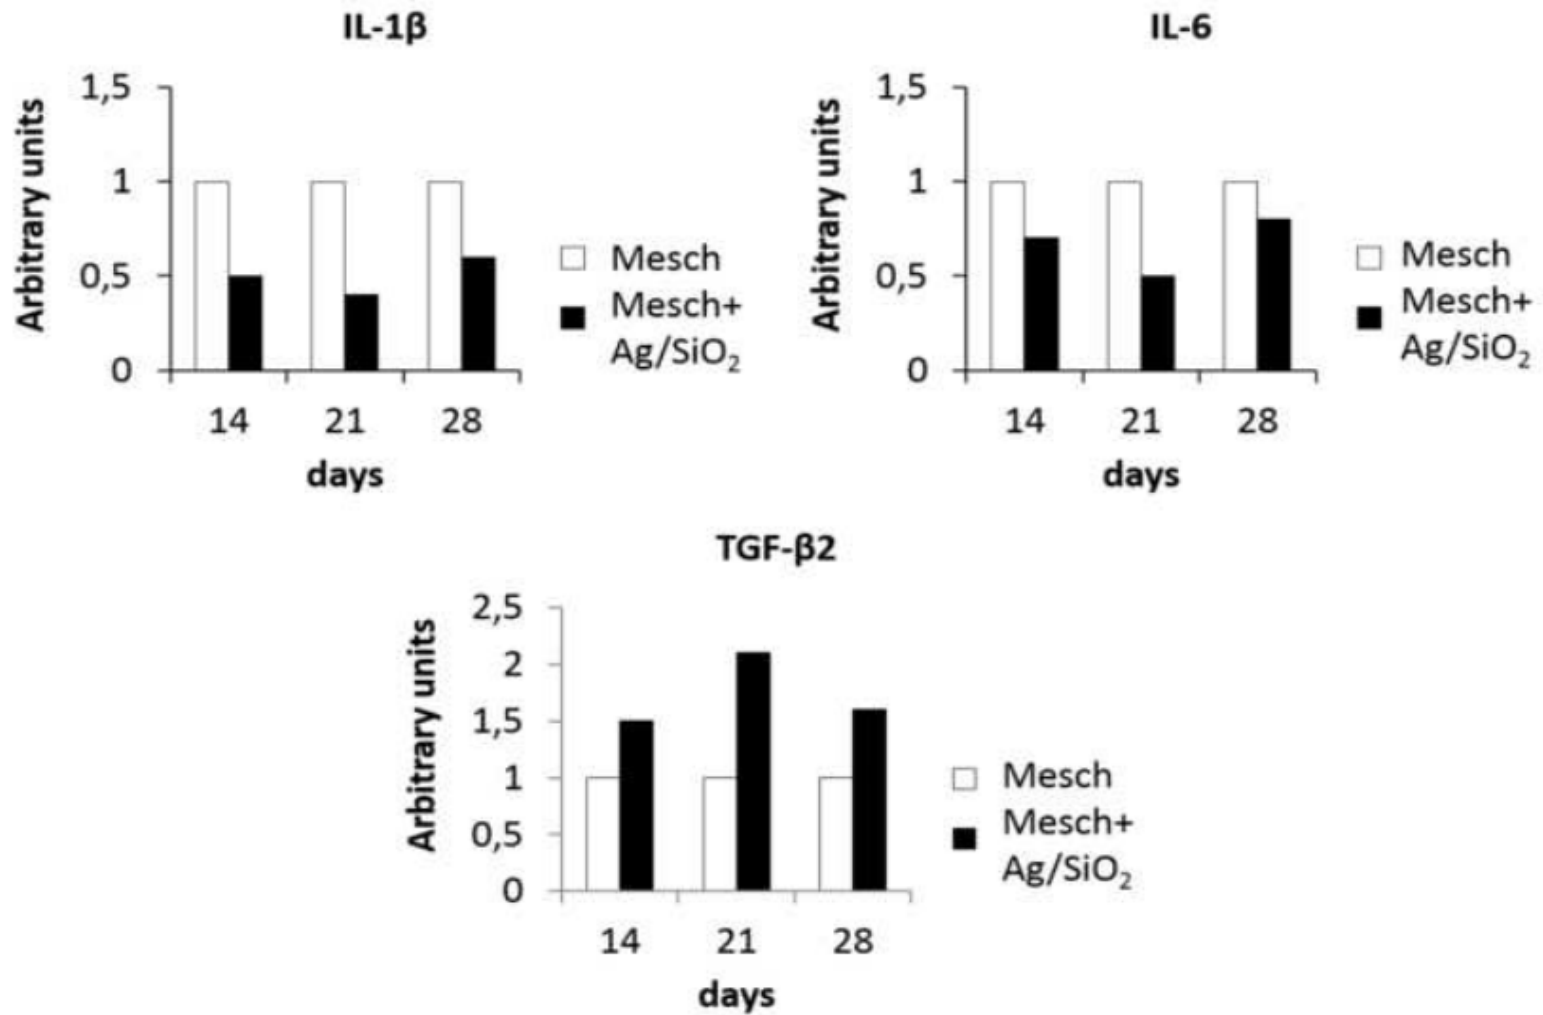 IL-1β
Arbitrary units
1,5
1
0,5
0
14 21 28
days
Mesch
Mesch+
Ag/SiO₂
IL-6
Arbitrary units
1,5
1
0,5
0
14 21 28
days
Mesch
Mesch+
Ag/SiO₂
TGF-β2
Arbitrary units
2,5
2
1,5
1
0,5
0
14 21 28
days
Mesch
Mesch+
Ag/SiO₂